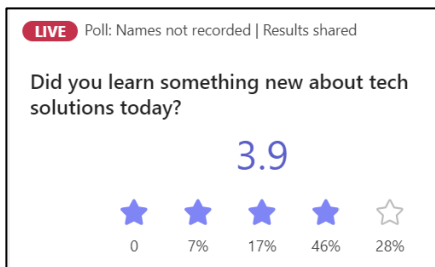 LIVE Poll: Names not recorded | Results shared
Did you learn something new about tech
solutions today?
3.9
0 7% 17% 46% 28%